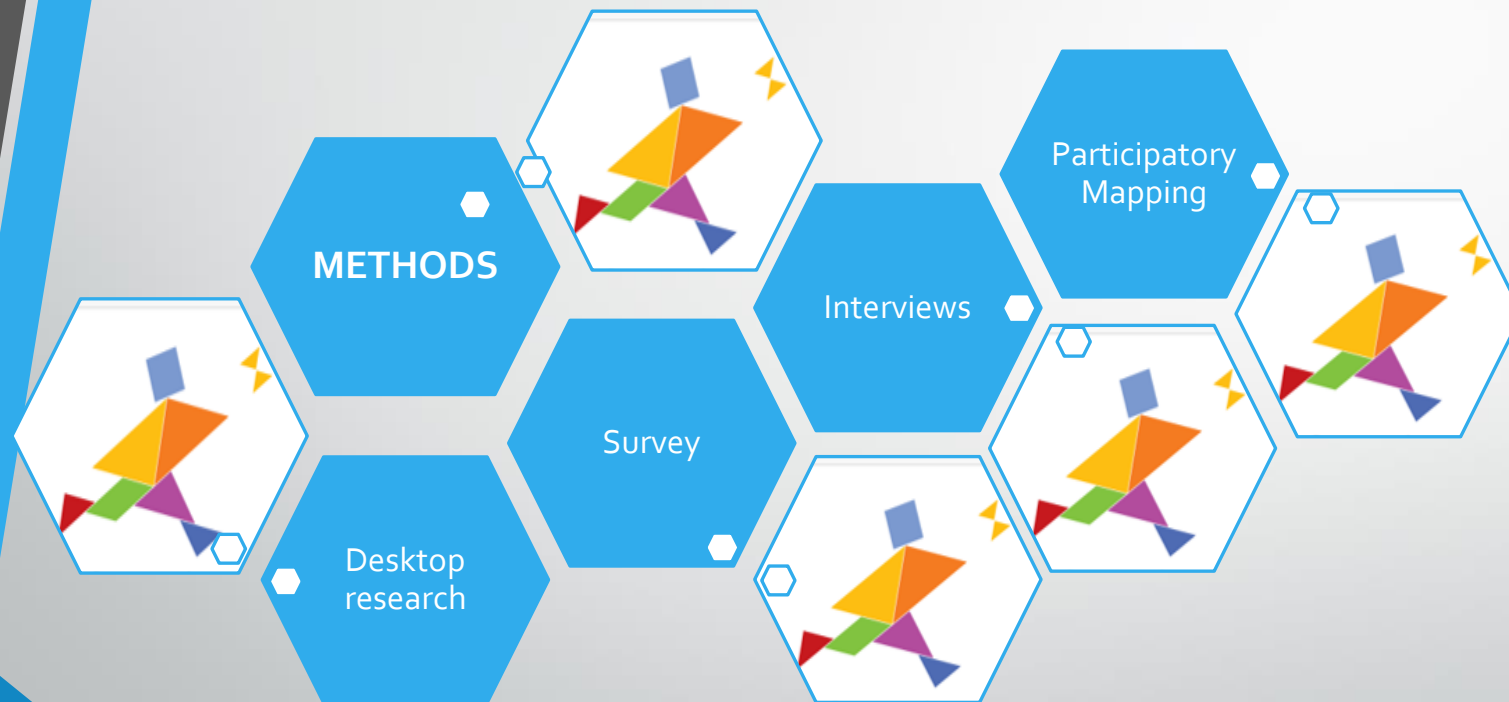 METHODS
Desktop
research
Survey
Interviews
Participatory
Mapping